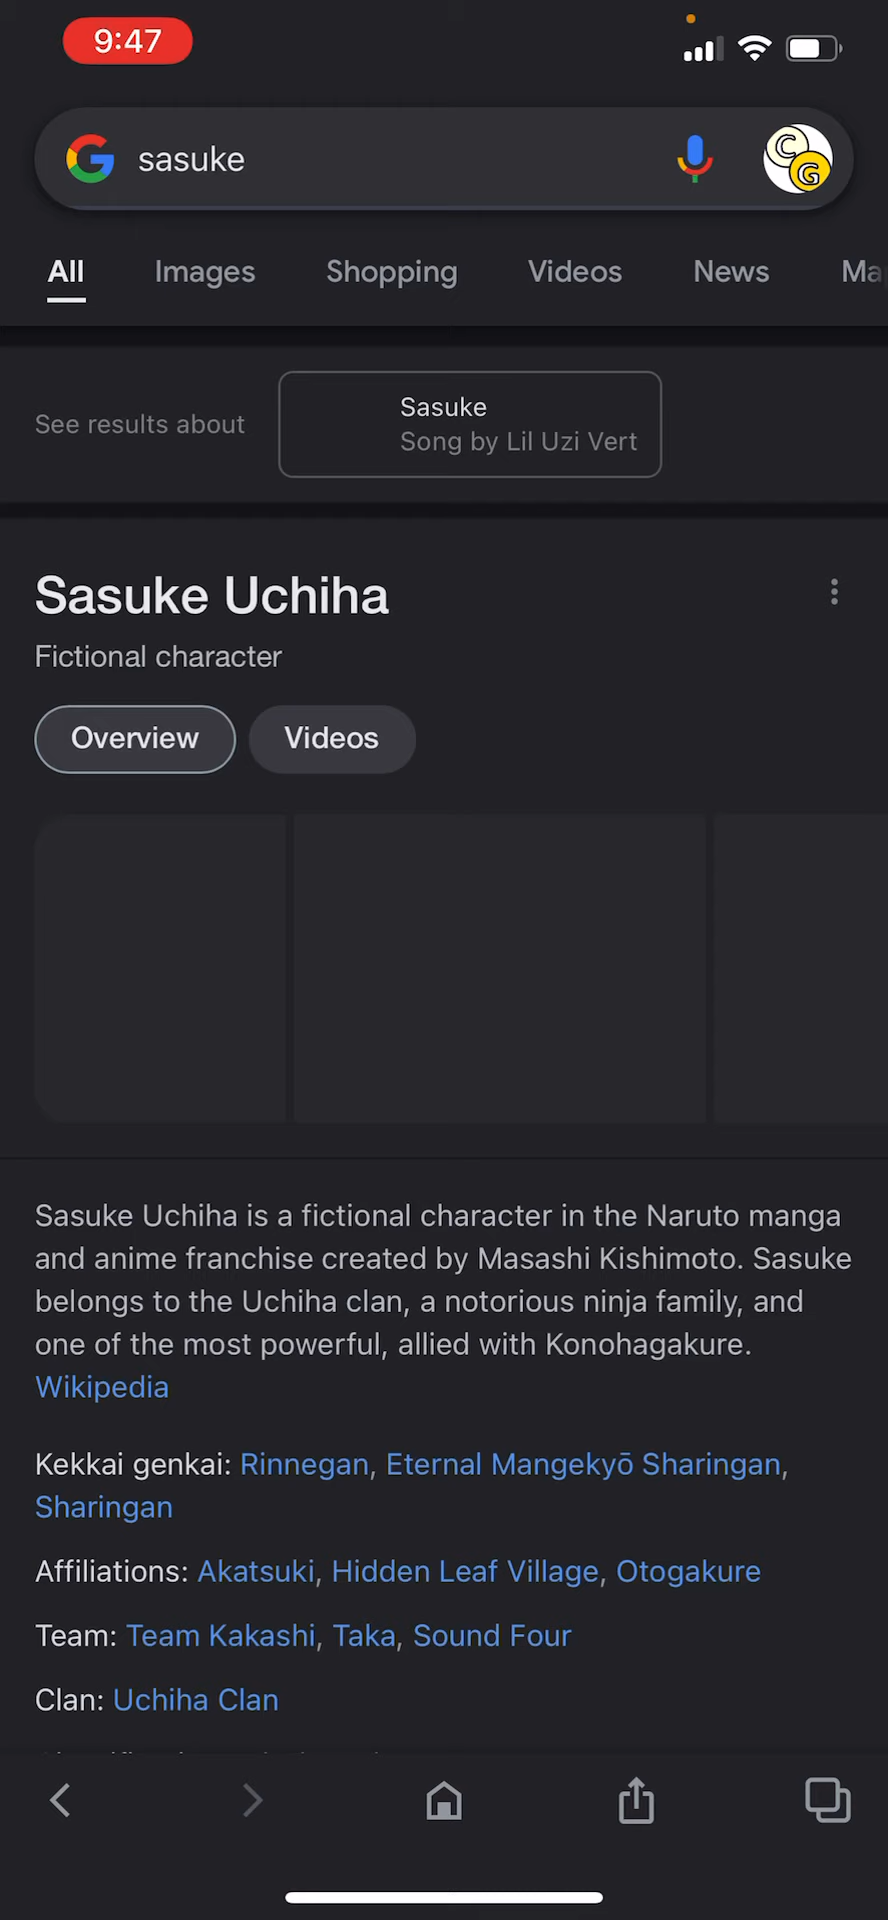 9:47
sasuke
C
G
All Images Shopping Videos News Ma
See results about
Sasuke
Song by Lil Uzi Vert
Sasuke Uchiha
Fictional character
Overview Videos
Sasuke Uchiha is a fictional character in the Naruto manga
and anime franchise created by Masashi Kishimoto. Sasuke
belongs to the Uchiha clan, a notorious ninja family, and
one of the most powerful, allied with Konohagakure.
Wikipedia
Kekkai genkai: Rinnegan, Eternal Mangekyō Sharingan,
Sharingan
Affiliations: Akatsuki, Hidden Leaf Village, Otogakure
Team: Team Kakashi, Taka, Sound Four
Clan: Uchiha Clan